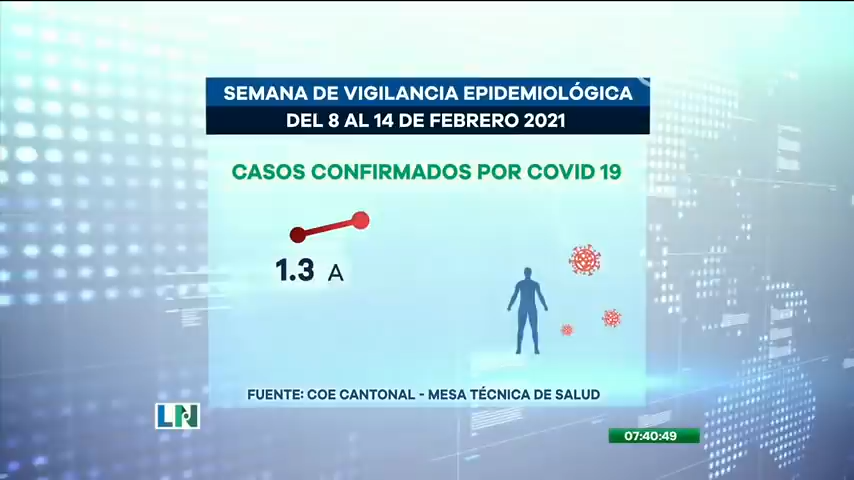 SEMANA DE VIGILANCIA EPIDEMIOLÓGICA
DEL 8 AL 14 DE FEBRERO 2021
CASOS CONFIRMADOS POR COVID 19
1.3 A
FUENTE: COE CANTONAL - MESA TÉCNICA DE SALUD
LN
07:40:49